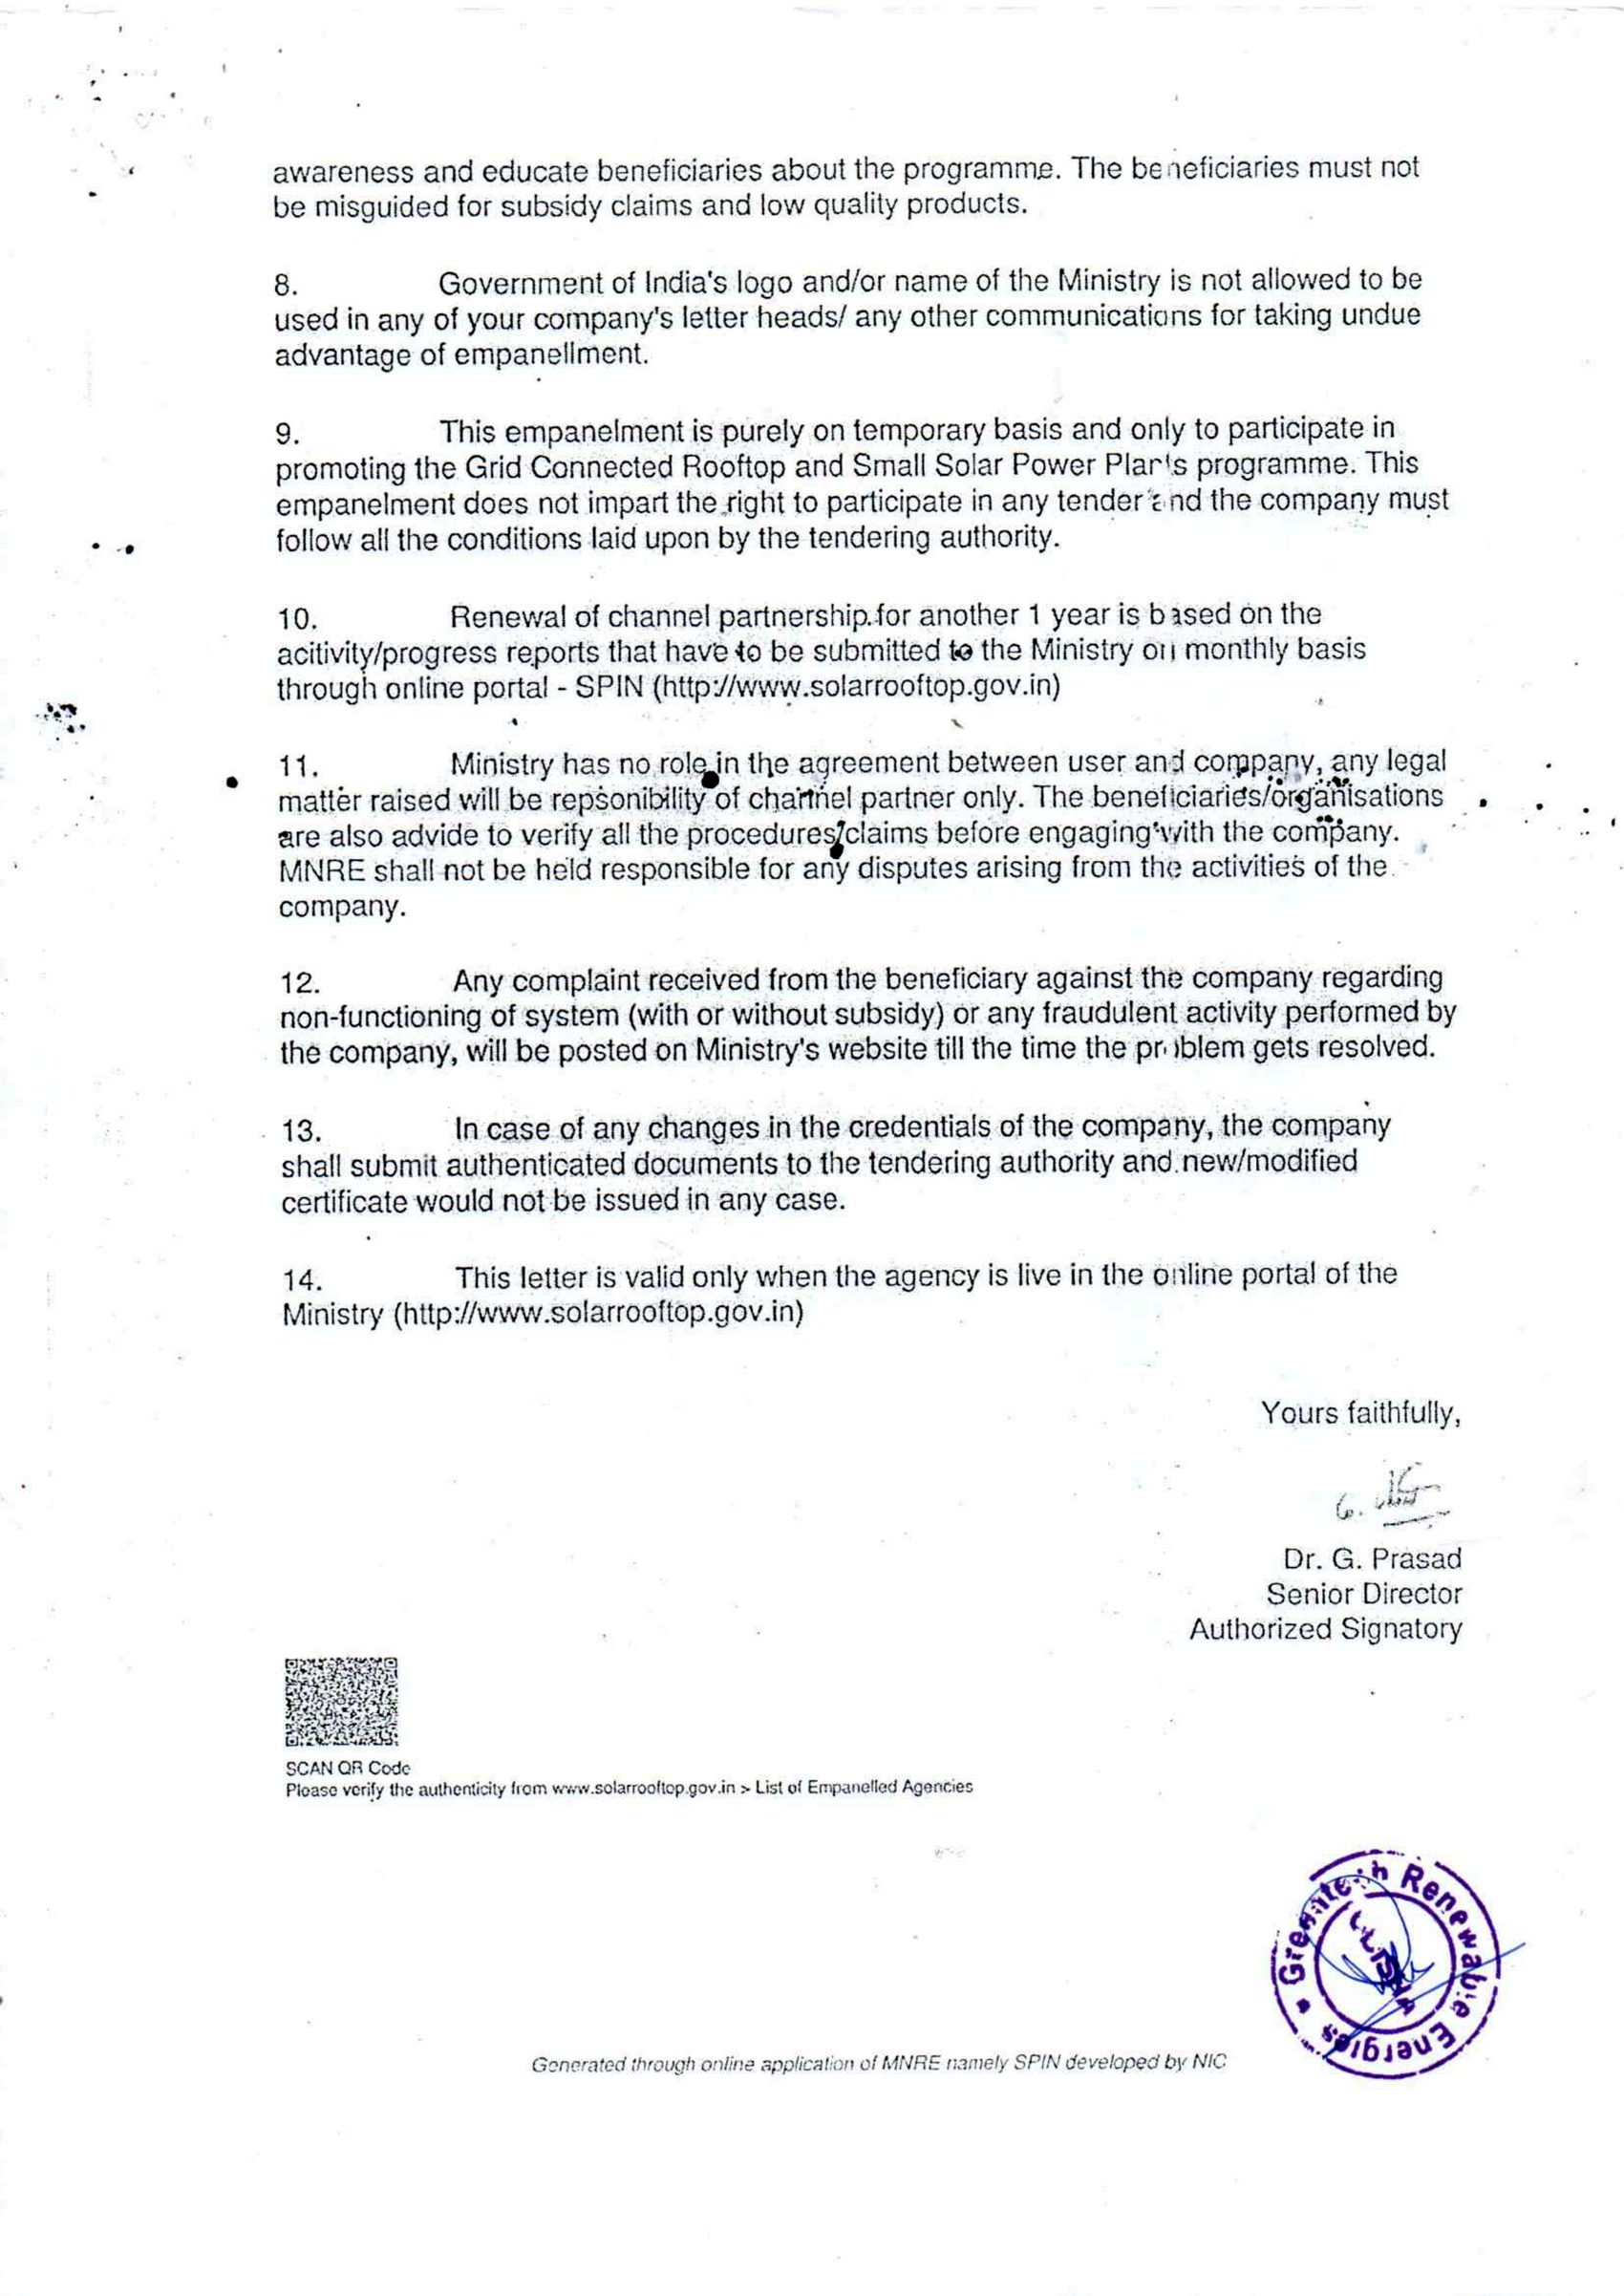 awareness and educate beneficiaries about the programme. The beneficiaries must not
be misguided for subsidy claims and low quality products.
8. Government of India's logo and/or name of the Ministry is not allowed to be
used in any of your company's letter heads/ any other communications for taking undue
advantage of empanellment.
9. This empanelment is purely on temporary basis and only to participate in
promoting the Grid Connected Rooftop and Small Solar Power Plants programme. This
empanelment does not impart the right to participate in any tender and the company must
follow all the conditions laid upon by the tendering authority.
10. Renewal of channel partnership for another 1 year is based on the
acitivity/progress reports that have to be submitted to the Ministry on monthly basis
through online portal - SPIN (http://www.solarrooftop.gov.in)
11. Ministry has no role in the agreement between user and company, any legal
matter raised will be repsonibility of channel partner only. The beneficiaries/organisations
are also advide to verify all the procedures/claims before engaging with the company.
MNRE shall not be held responsible for any disputes arising from the activities of the
company.
12. Any complaint received from the beneficiary against the company regarding
non-functioning of system (with or without subsidy) or any fraudulent activity performed by
the company, will be posted on Ministry's website till the time the problem gets resolved.
13. In case of any changes in the credentials of the company, the company
shall submit authenticated documents to the tendering authority and new/modified
certificate would not be issued in any case.
14. This letter is valid only when the agency is live in the online portal of the
Ministry (http://www.solarrooftop.gov.in)
Yours faithfully,
Dr. G. Prasad
Senior Director
Authorized Signatory
SCAN QR Code
Please verify the authenticity from www.solarrooftop.gov.in > List of Empanelled Agencies
Greentech Renewable Energies
Generated through online application of MNRE namely SPIN developed by NIC